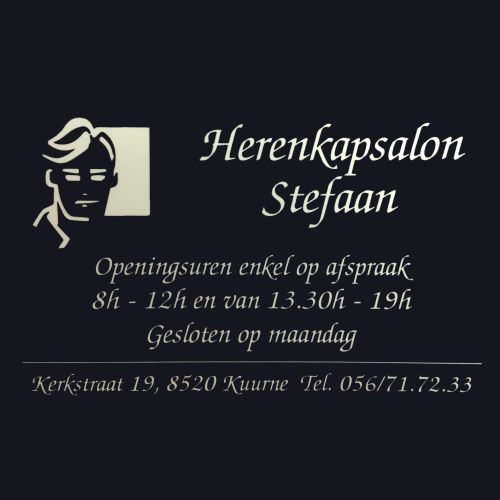 Herenkapsalon
Stefaan
Openingsuren enkel op afspraak
8h - 12h en van 13.30h - 19h
Gesloten op maandag
Kerkstraat 19, 8520 Kuurne Tel. 056/71.72.33